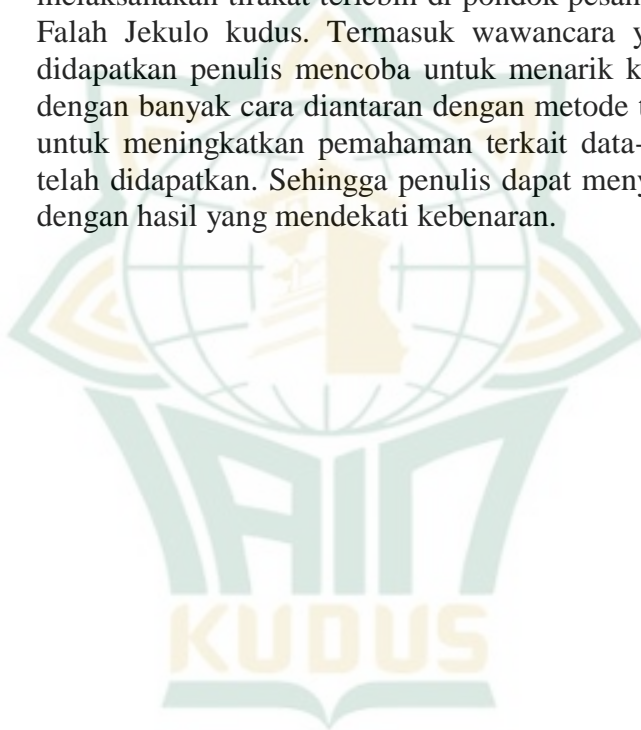 melaksanakan tirakat terlebih di pondok pesan
Falah Jekulo kudus. Termasuk wawancara y
didapatkan penulis mencoba untuk menarik k
dengan banyak cara diantaran dengan metode t
untuk meningkatkan pemahaman terkait data-
telah didapatkan. Sehingga penulis dapat meny
dengan hasil yang mendekati kebenaran.
IAIN
KUDUS